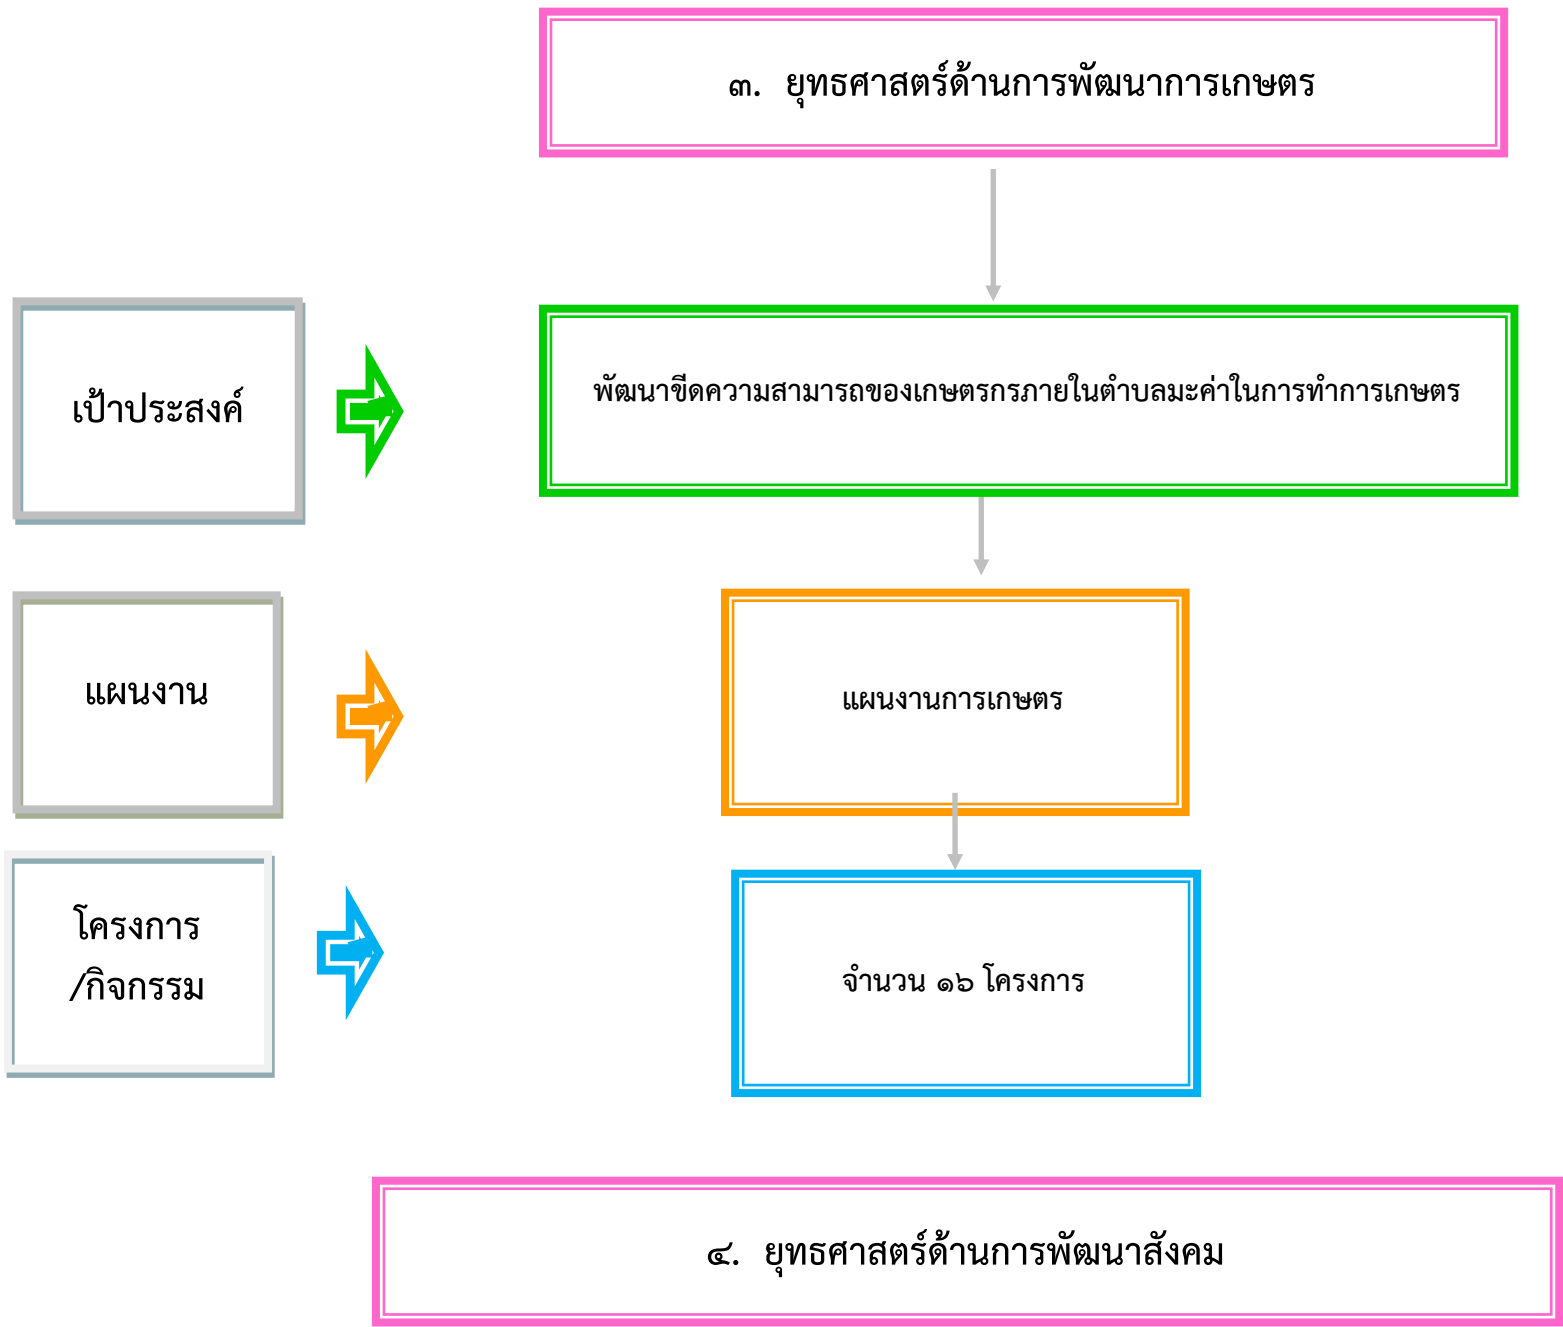 ๓. ยุทธศาสตร์ด้านการพัฒนาการเกษตร
เป้าประสงค์
พัฒนาขีดความสามารถของเกษตรกรภายในตำบลมะค่าในการทำการเกษตร
แผนงาน
แผนงานการเกษตร
โครงการ
/กิจกรรม
จำนวน ๑๖ โครงการ
๔. ยุทธศาสตร์ด้านการพัฒนาสังคม